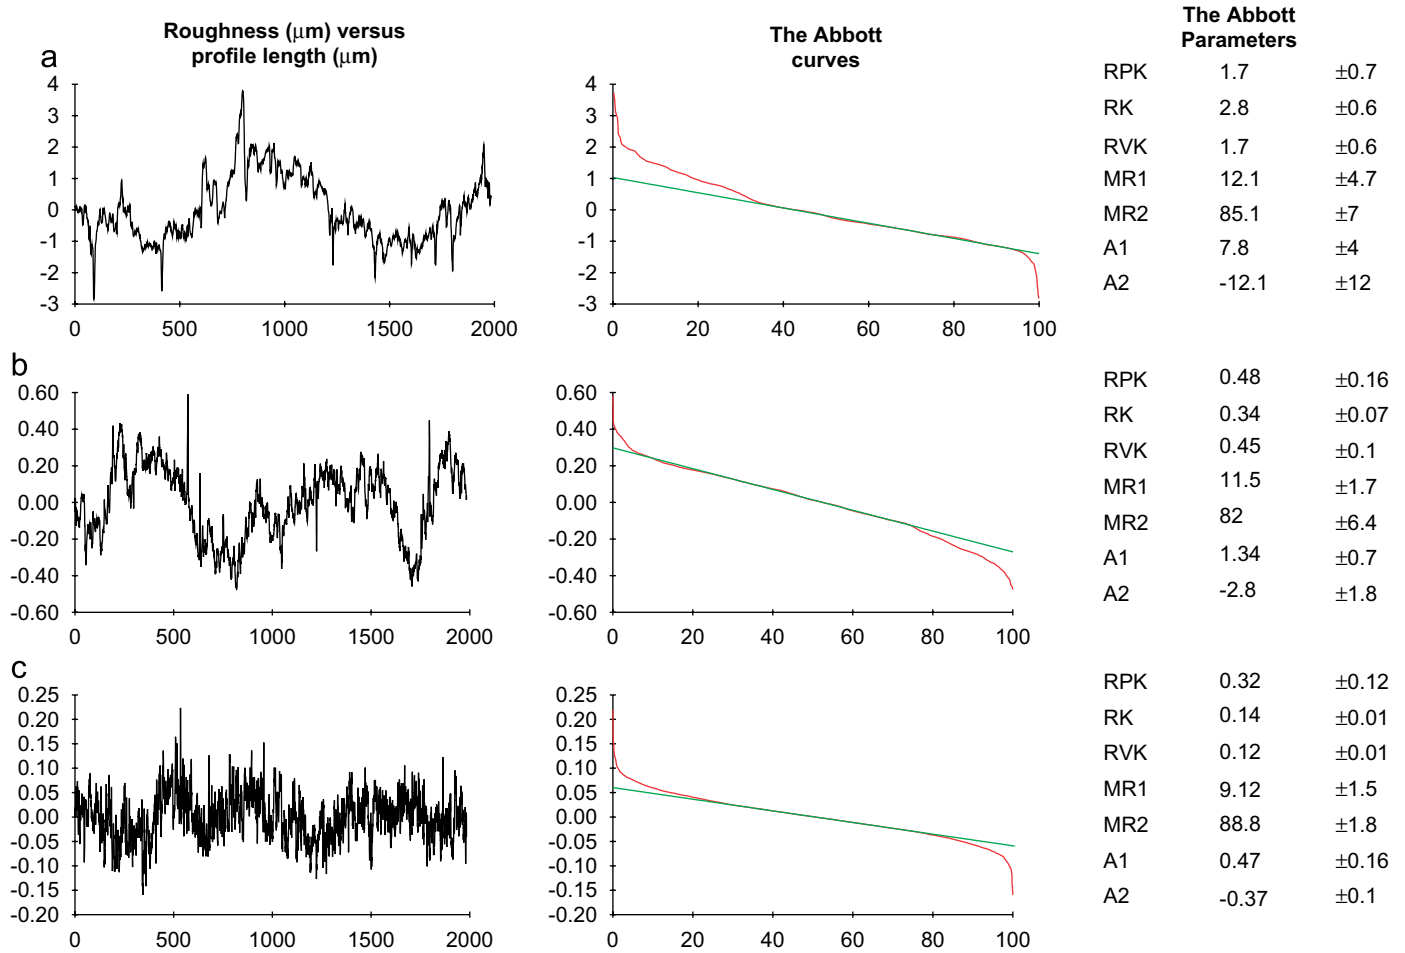 Roughness (μm) versus
profile length (μm)
The Abbott
curves
The Abbott
Parameters
a
4
3
2
1
0
-1
-2
-3
0 500 1000 1500 2000
4
3
2
1
0
-1
-2
-3
0 20 40 60 80 100
RPK 1.7 ±0.7
RK 2.8 ±0.6
RVK 1.7 ±0.6
MR1 12.1 ±4.7
MR2 85.1 ±7
A1 7.8 ±4
A2 -12.1 ±12
b
0.60
0.40
0.20
0.00
-0.20
-0.40
-0.60
0 500 1000 1500 2000
0.60
0.40
0.20
0.00
-0.20
-0.40
-0.60
0 20 40 60 80 100
RPK 0.48 ±0.16
RK 0.34 ±0.07
RVK 0.45 ±0.1
MR1 11.5 ±1.7
MR2 82 ±6.4
A1 1.34 ±0.7
A2 -2.8 ±1.8
c
0.25
0.20
0.15
0.10
0.05
0.00
-0.05
-0.10
-0.15
-0.20
0 500 1000 1500 2000
0.25
0.20
0.15
0.10
0.05
0.00
-0.05
-0.10
-0.15
-0.20
0 20 40 60 80 100
RPK 0.32 ±0.12
RK 0.14 ±0.01
RVK 0.12 ±0.01
MR1 9.12 ±1.5
MR2 88.8 ±1.8
A1 0.47 ±0.16
A2 -0.37 ±0.1